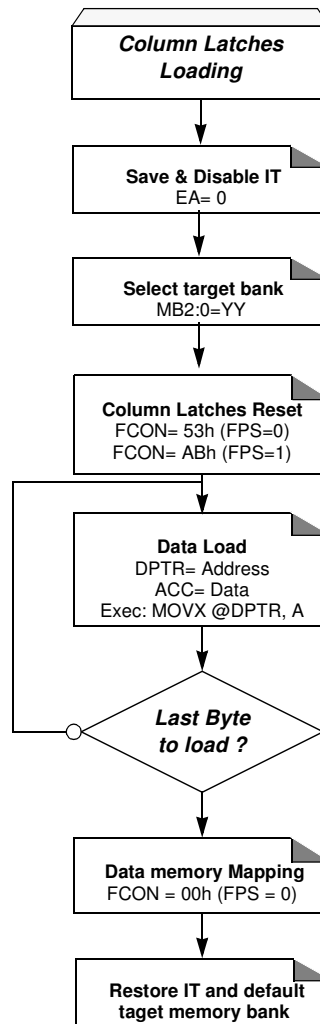 Column Latches
Loading
Save & Disable IT
EA= 0
Select target bank
MB2:0=YY
Column Latches Reset
FCON= 53h (FPS=0)
FCON= ABh (FPS=1)
Data Load
DPTR= Address
ACC= Data
Exec: MOVX @DPTR, A
Last Byte
to load ?
Data memory Mapping
FCON = 00h (FPS = 0)
Restore IT and default
taget memory bank